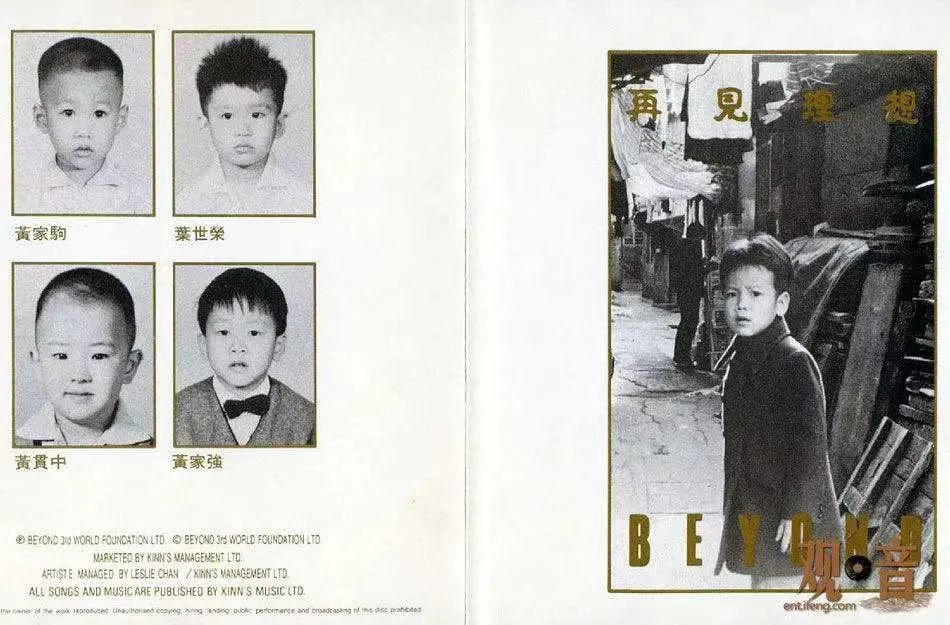 黃家駒
葉世榮
黃貫中
黃家強
℗ BEYOND 3rd WORLD FOUNDATION LTD. © BEYOND 3rd WORLD FOUNDATION LTD
MARKETED BY KINN'S MANAGEMENT LTD.
ARTISTE MANAGED BY LESLIE CHAN / KINN'S MANAGEMENT LTD.
ALL SONGS AND MUSIC ARE PUBLISHED BY KINN'S MUSIC LTD.
the owner of the work reproduced. Unauthorised copying, hiring, lending, public performance and broadcasting of this disc prohibited.
再見理想
BEYOND
观音
ent.ifeng.com